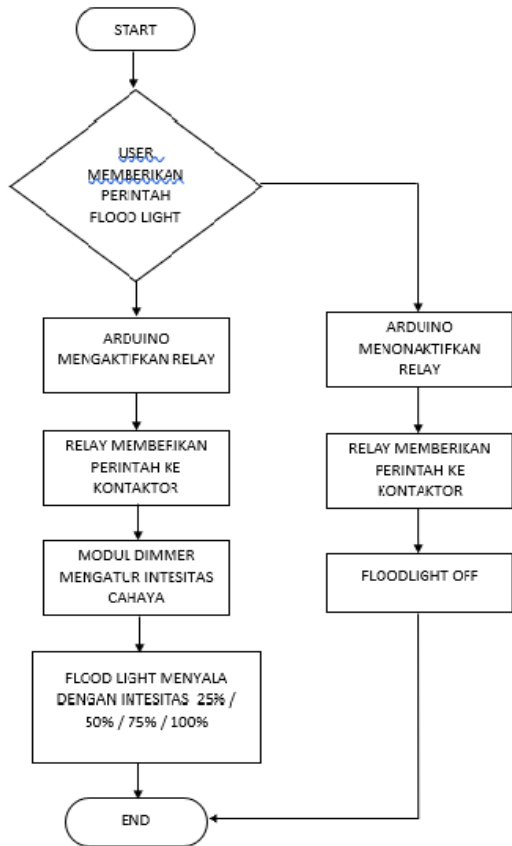 START
USER
MEMBERIKAN
PERINTAH
FLOOD LIGHT
ARDUINO
MENGAKTIFKAN RELAY
RELAY MEMBERIKAN
PERINTAH KE
KONTAKTOR
MODUL DIMMER
MENGATUR INTESITAS
CAHAYA
FLOOD LIGHT MENYALA
DENGAN INTESITAS 25% /
50% / 75% / 100%
END
ARDUINO
MENONAKTIFKAN
RELAY
RELAY MEMBERIKAN
PERINTAH KE
KONTAKTOR
FLOODLIGHT OFF